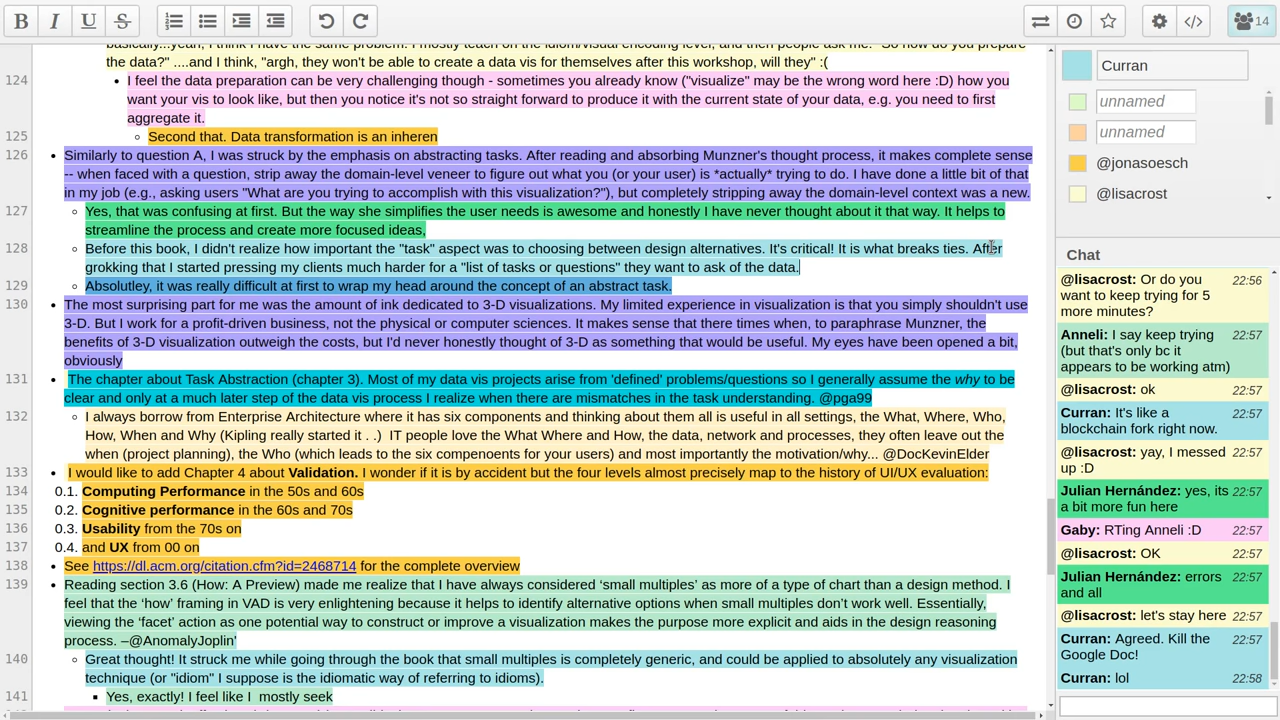 B I U S
14
basically...yeah, I think I have the same problem. I mostly teach on the idiom/visual encoding level, and then people ask me: "So how do you prepare
the data?" ....and I think, "argh, they won't be able to create a data vis for themselves after this workshop, will they" :(
124 I feel the data preparation can be very challenging though - sometimes you already know ("visualize" may be the wrong word here :D) how you
want your vis to look like, but then you notice it's not so straight forward to produce it with the current state of your data, e.g. you need to first
aggregate it.
125 Second that. Data transformation is an inheren
126 Similarly to question A, I was struck by the emphasis on abstracting tasks. After reading and absorbing Munzner's thought process, it makes complete sense
-- when faced with a question, strip away the domain-level veneer to figure out what you (or your user) is *actually* trying to do. I have done a little bit of that
in my job (e.g., asking users "What are you trying to accomplish with this visualization?"), but completely stripping away the domain-level context was a new.
127 Yes, that was confusing at first. But the way she simplifies the user needs is awesome and honestly I have never thought about it that way. It helps to
streamline the process and create more focused ideas,
128 Before this book, I didn't realize how important the "task" aspect was to choosing between design alternatives. It's critical! It is what breaks ties. After
grokking that I started pressing my clients much harder for a "list of tasks or questions" they want to ask of the data.
129 Absolutley, it was really difficult at first to wrap my head around the concept of an abstract task.
130 The most surprising part for me was the amount of ink dedicated to 3-D visualizations. My limited experience in visualization is that you simply shouldn't use
3-D. But I work for a profit-driven business, not the physical or computer sciences. It makes sense that there times when, to paraphrase Munzner, the
benefits of 3-D visualization outweigh the costs, but I'd never honestly thought of 3-D as something that would be useful. My eyes have been opened a bit,
obviously
131 The chapter about Task Abstraction (chapter 3). Most of my data vis projects arise from 'defined' problems/questions so I generally assume the why to be
clear and only at a much later step of the data vis process I realize when there are mismatches in the task understanding. @pga99
132 I always borrow from Enterprise Architecture where it has six components and thinking about them all is useful in all settings, the What, Where, Who,
How, When and Why (Kipling really started it . .) IT people love the What Where and How, the data, network and processes, they often leave out the
when (project planning), the Who (which leads to the six compenoents for your users) and most importantly the motivation/why... @DocKevinElder
133 I would like to add Chapter 4 about Validation. I wonder if it is by accident but the four levels almost precisely map to the history of UI/UX evaluation:
134 0.1. Computing Performance in the 50s and 60s
135 0.2. Cognitive performance in the 60s and 70s
136 0.3. Usability from the 70s on
137 0.4. and UX from 00 on
138 See https://dl.acm.org/citation.cfm?id=2468714 for the complete overview
139 Reading section 3.6 (How: A Preview) made me realize that I have always considered ‘small multiples’ as more of a type of chart than a design method. I
feel that the ‘how’ framing in VAD is very enlightening because it helps to identify alternative options when small multiples don’t work well. Essentially,
viewing the ‘facet’ action as one potential way to construct or improve a visualization makes the purpose more explicit and aids in the design reasoning
process. –@AnomalyJoplin'
140 Great thought! It struck me while going through the book that small multiples is completely generic, and could be applied to absolutely any visualization
technique (or "idiom" I suppose is the idiomatic way of referring to idioms).
141 Yes, exactly! I feel like I mostly seek
Curran
unnamed
unnamed
@jonasoesch
@lisacrost
Chat
@lisacrost: Or do you 22:56
want to keep trying for 5
more minutes?
Anneli: I say keep trying 22:57
(but that's only bc it
appears to be working atm)
@lisacrost: ok 22:57
Curran: It's like a 22:57
blockchain fork right now.
@lisacrost: yay, I messed 22:57
up :D
Julian Hernández: yes, its 22:57
a bit more fun here
Gaby: RTing Anneli :D 22:57
@lisacrost: OK 22:57
Julian Hernández: errors 22:57
and all
@lisacrost: let's stay here 22:57
Curran: Agreed. Kill the 22:57
Google Doc!
Curran: lol 22:58